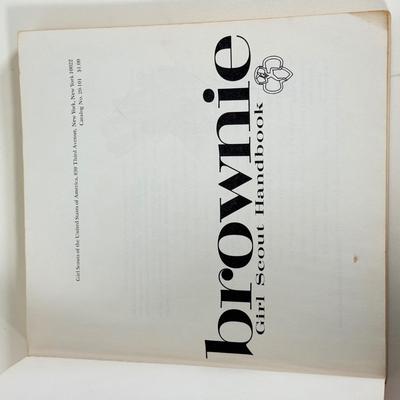 brownie
Girl Scout Handbook
Girl Scouts of the United States of America, 830 Third Avenue, New York, New York 10022
Catalog No. 20-101 $1.00